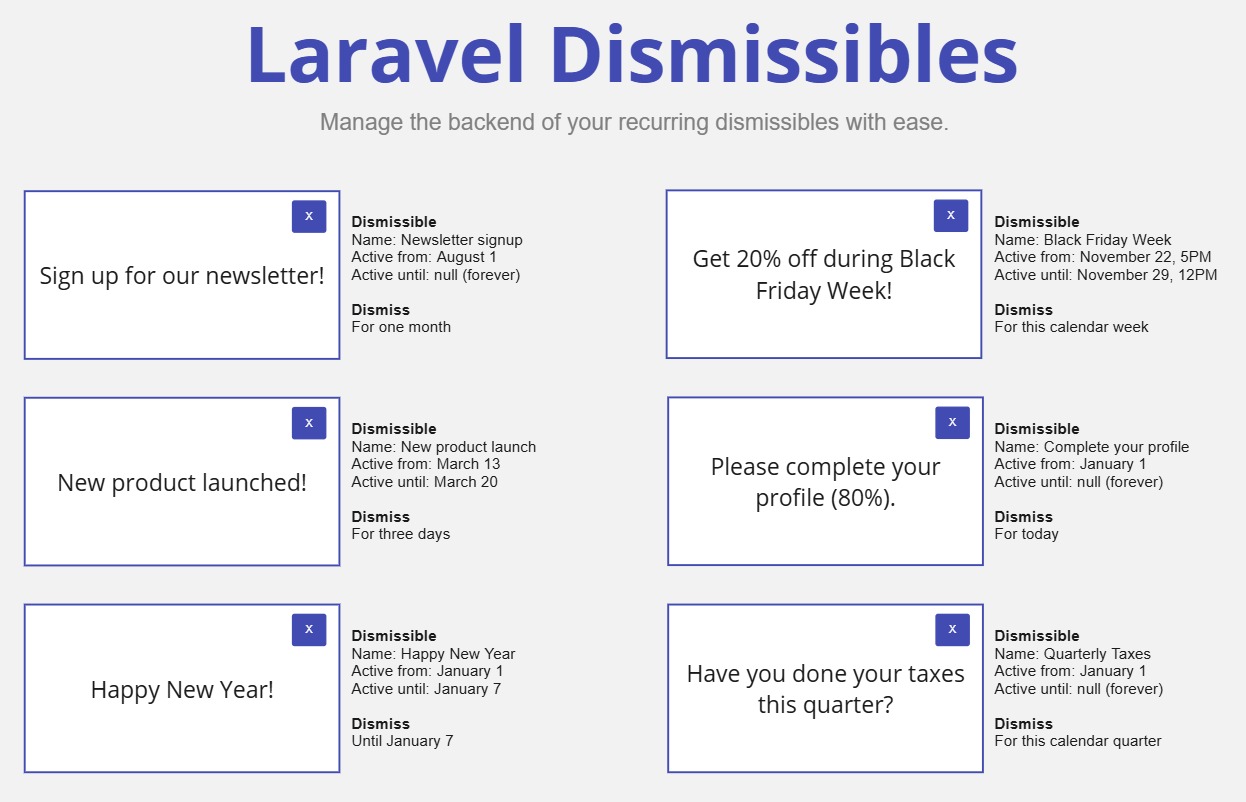 Laravel Dismissibles
Manage the backend of your recurring dismissibles with ease.
x
Sign up for our newsletter!
Dismissible
Name: Newsletter signup
Active from: August 1
Active until: null (forever)
Dismiss
For one month
x
Get 20% off during Black
Friday Week!
Dismissible
Name: Black Friday Week
Active from: November 22, 5PM
Active until: November 29, 12PM
Dismiss
For this calendar week
x
New product launched!
Dismissible
Name: New product launch
Active from: March 13
Active until: March 20
Dismiss
For three days
x
Please complete your
profile (80%).
Dismissible
Name: Complete your profile
Active from: January 1
Active until: null (forever)
Dismiss
For today
x
Happy New Year!
Dismissible
Name: Happy New Year
Active from: January 1
Active until: January 7
Dismiss
Until January 7
x
Have you done your taxes
this quarter?
Dismissible
Name: Quarterly Taxes
Active from: January 1
Active until: null (forever)
Dismiss
For this calendar quarter